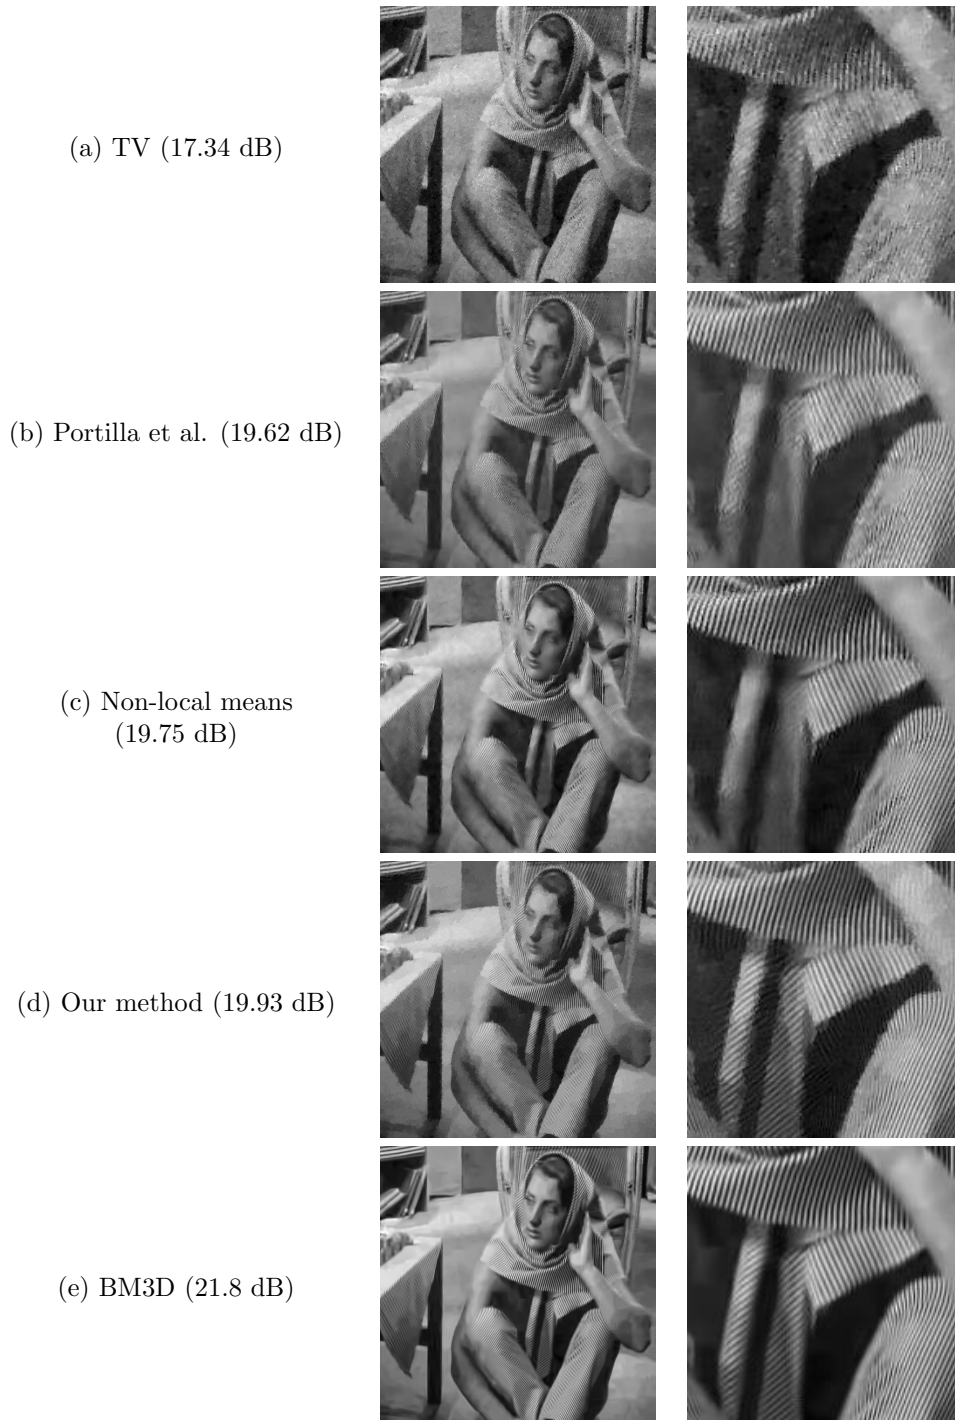 (a) TV (17.34 dB)
(b) Portilla et al. (19.62 dB)
(c) Non-local means
(19.75 dB)
(d) Our method (19.93 dB)
(e) BM3D (21.8 dB)